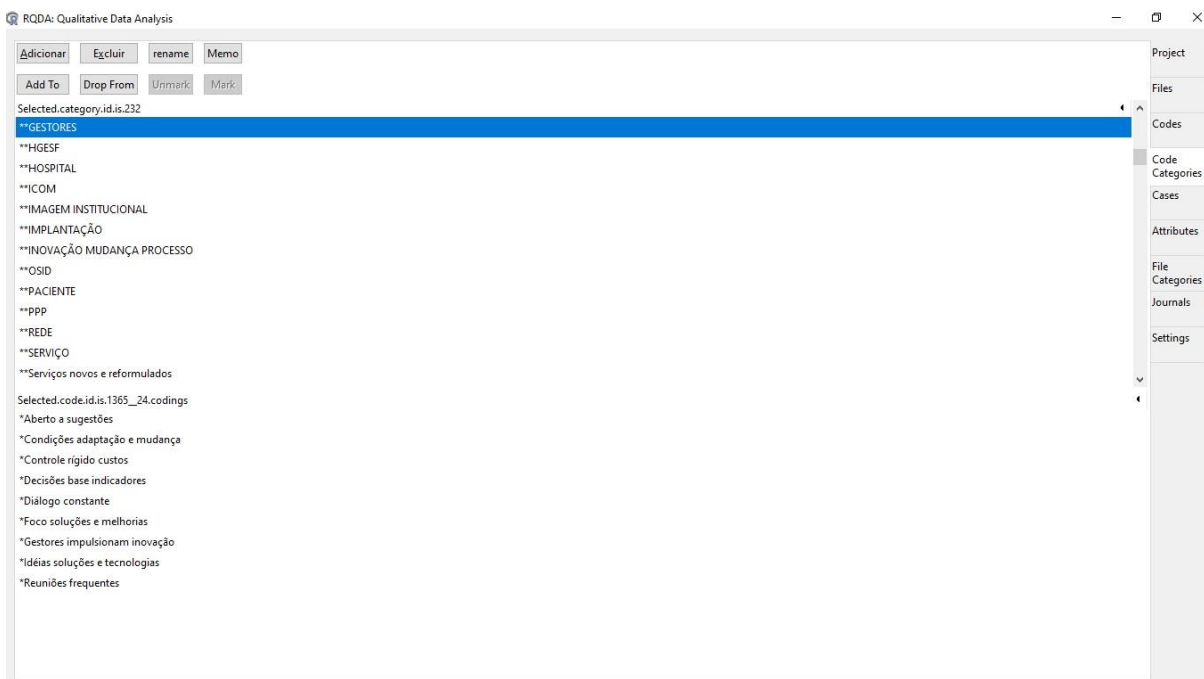 RQDA: Qualitative Data Analysis
Adicionar Excluir rename Memo
Add To Drop From Unmark Mark
Selected.category.id.is.232
**GESTORES
**HGESF
**HOSPITAL
**ICOM
**IMAGEM INSTITUCIONAL
**IMPLANTAÇÃO
**INOVAÇÃO MUDANÇA PROCESSO
**OSID
**PACIENTE
**PPP
**REDE
**SERVIÇO
**Serviços novos e reformulados
Selected.code.id.is.1365__24.codings
*Aberto a sugestões
*Condições adaptação e mudança
*Controle rígido custos
*Decisões base indicadores
*Diálogo constante
*Foco soluções e melhorias
*Gestores impulsionam inovação
*Idéias soluções e tecnologias
*Reuniões frequentes
Project
Files
Codes
Code
Categories
Cases
Attributes
File
Categories
Journals
Settings